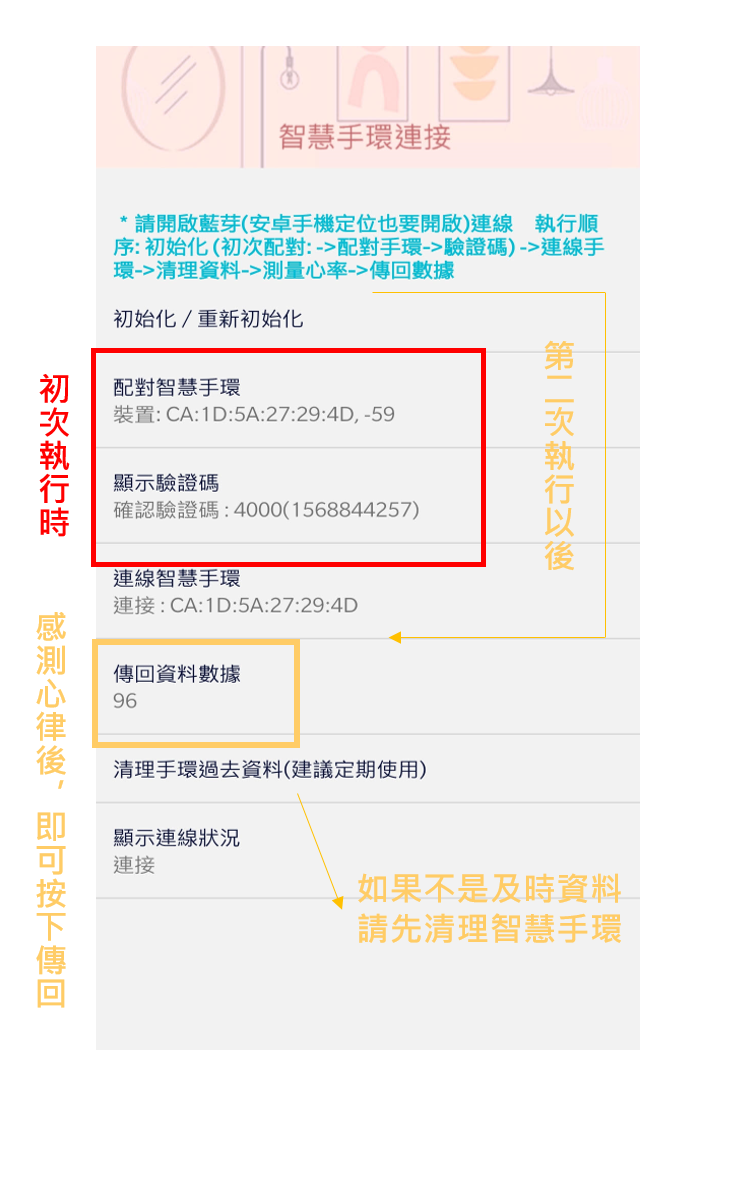 智慧手環連接
* 請開啟藍芽(安卓手機定位也要開啟)連線 執行順
序: 初始化 (初次配對: ->配對手環->驗證碼) ->連線手
環->清理資料->測量心率->傳回數據
初始化 / 重新初始化
配對智慧手環
裝置: CA:1D:5A:27:29:4D, -59
顯示驗證碼
確認驗證碼 : 4000(1568844257)
連線智慧手環
連接 : CA:1D:5A:27:29:4D
傳回資料數據
96
清理手環過去資料(建議定期使用)
顯示連線狀況
連接
初次執行時
第二次執行以後
感測心律後，即可按下傳回
如果不是及時資料
請先清理智慧手環